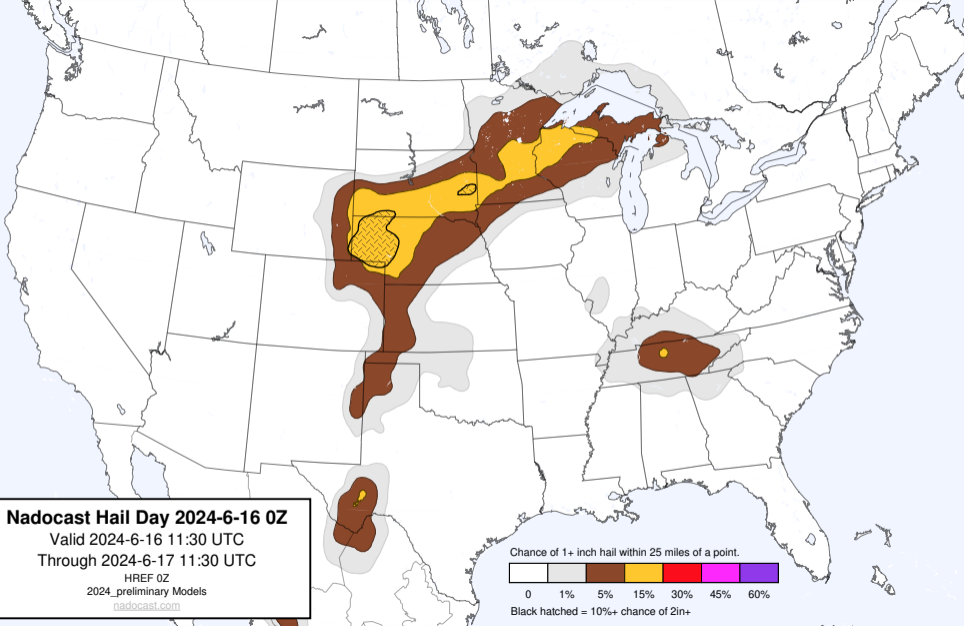 Nadocast Hail Day 2024-6-16 0Z
Valid 2024-6-16 11:30 UTC
Through 2024-6-17 11:30 UTC
HREF 0Z
2024_preliminary Models
nadocast.com
Chance of 1+ inch hail within 25 miles of a point.
0 1% 5% 15% 30% 45% 60%
Black hatched = 10%+ chance of 2in+